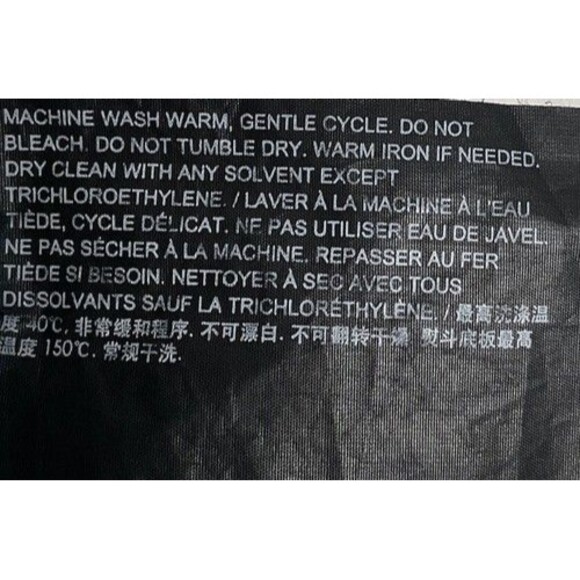 MACHINE WASH WARM, GENTLE CYCLE. DO NOT
BLEACH. DO NOT TUMBLE DRY. WARM IRON IF NEEDED.
DRY CLEAN WITH ANY SOLVENT EXCEPT
TRICHLOROETHYLENE. / LAVER À LA MACHINE À L'EAU
TIÈDE, CYCLE DÉLICAT. NE PAS UTILISER EAU DE JAVEL.
NE PAS SÉCHER À LA MACHINE. REPASSER AU FER
TIÈDE SI BESOIN. NETTOYER À SEC AVEC TOUS
DISSOLVANTS SAUF LA TRICHLORÉTHYLÈNE. / 最高洗涤温
度 40℃. 非常缓和程序. 不可漂白. 不可翻转干燥 熨斗底板最高
温度 150℃. 常规干洗.